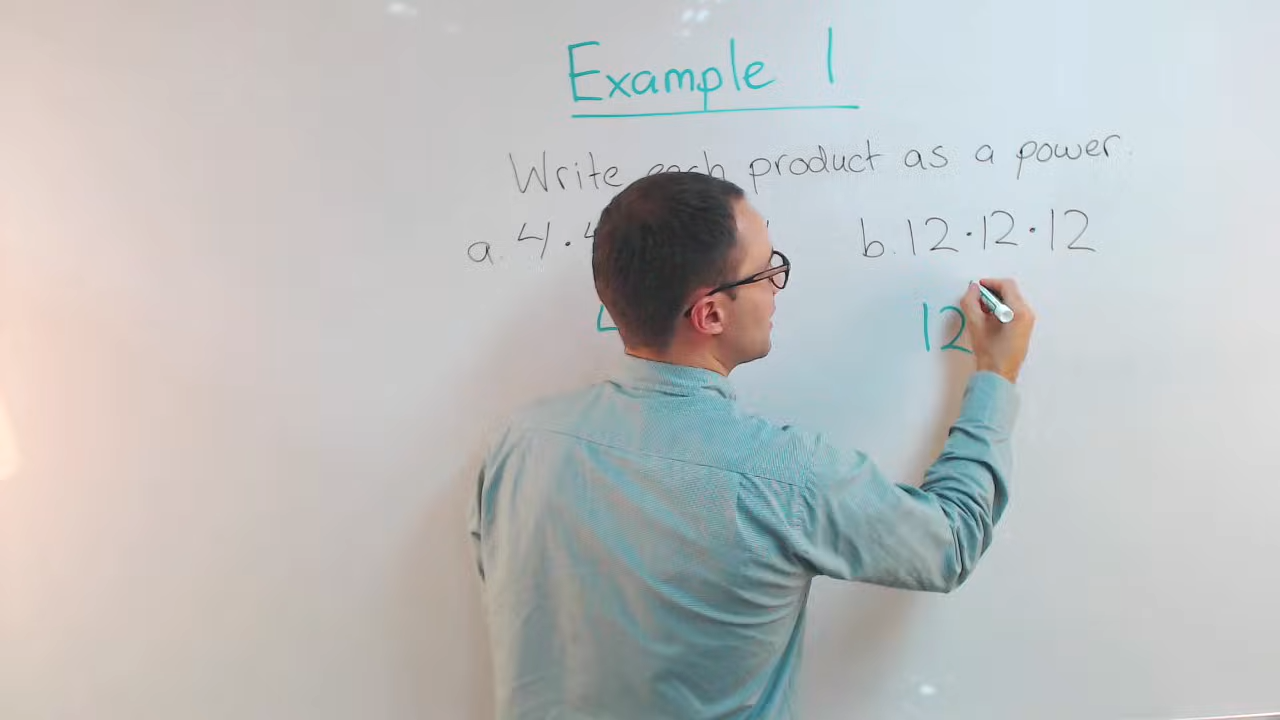 Example 1
Write each product as a power.
a. 4 · 4 b. 12 · 12 · 12
12